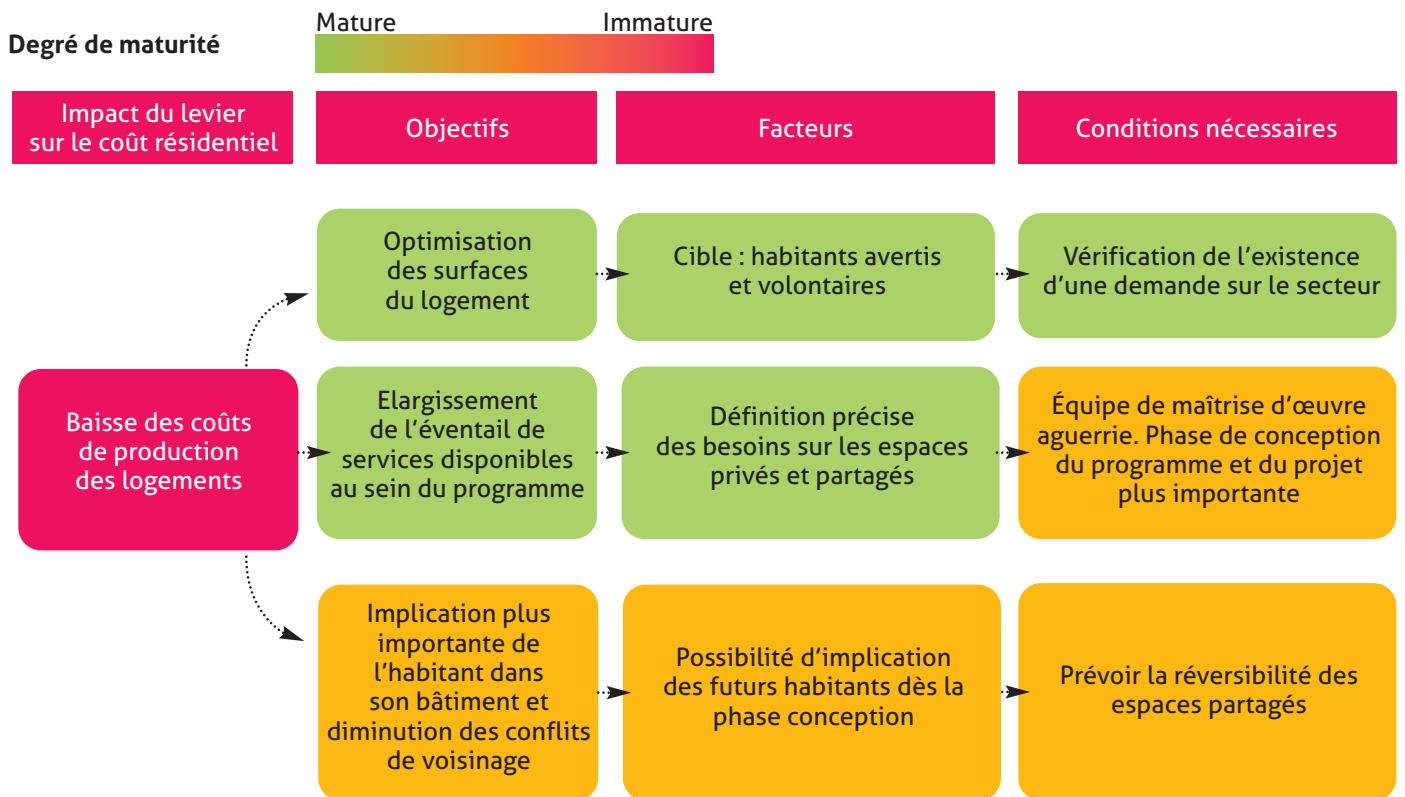 Degré de maturité
Mature
Immature
Impact du levier
sur le coût résidentiel
Objectifs
Facteurs
Conditions nécessaires
Baisse des coûts
de production
des logements
Optimisation
des surfaces
du logement
Cible : habitants avertis
et volontaires
Vérification de l’existence
d’une demande sur le secteur
Elargissement
de l’éventail de
services disponibles
au sein du programme
Définition précise
des besoins sur les espaces
privés et partagés
Équipe de maîtrise d’œuvre
aguerrie. Phase de conception
du programme et du projet
plus importante
Implication plus
importante de
l’habitant dans
son bâtiment et
diminution des conflits
de voisinage
Possibilité d’implication
des futurs habitants dès la
phase conception
Prévoir la réversibilité des
espaces partagés